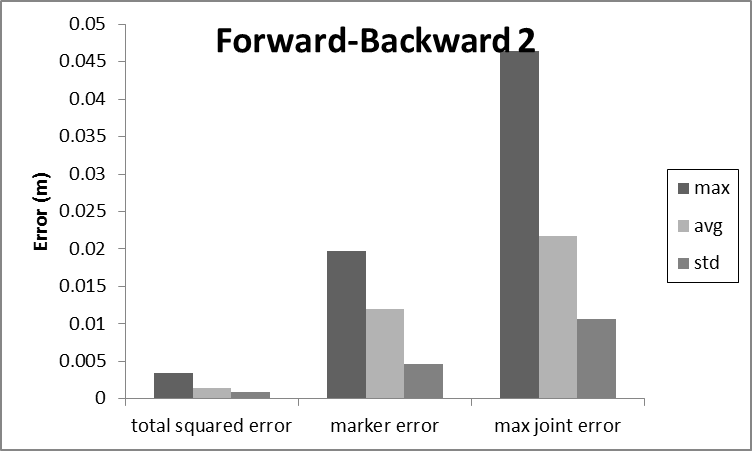 Forward-Backward 2
0.05
0.045
0.04
0.035
0.03
0.025
0.02
0.015
0.01
0.005
0
Error (m)
total squared error
marker error
max joint error
max
avg
std